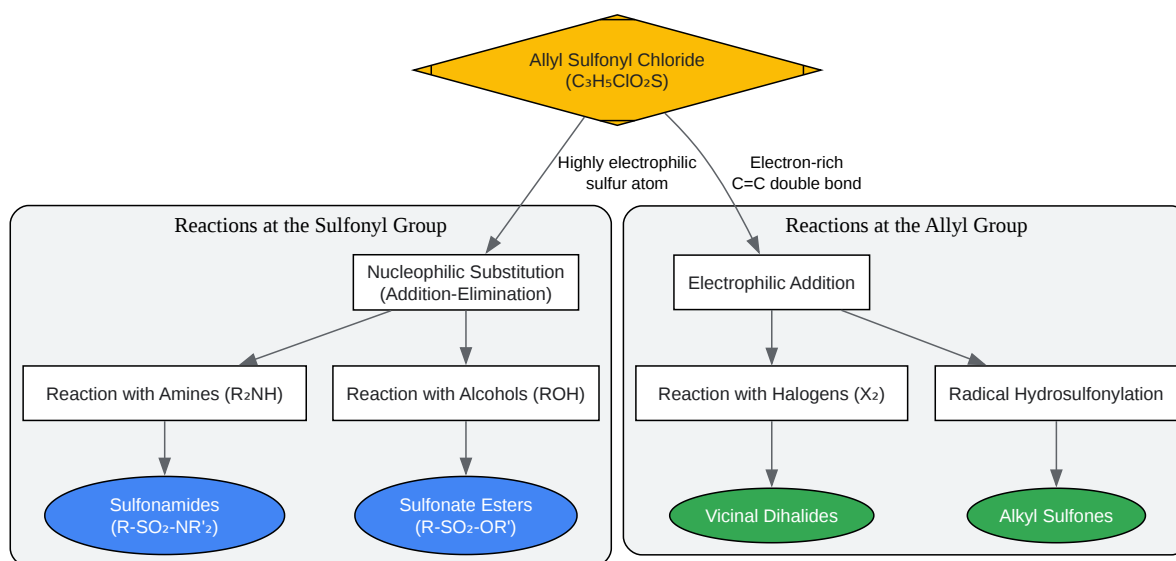 Allyl Sulfonyl Chloride
(C₃H₅ClO₂S)
Highly electrophilic
sulfur atom
Electron-rich
C=C double bond
Reactions at the Sulfonyl Group
Reactions at the Allyl Group
Nucleophilic Substitution
(Addition-Elimination)
Electrophilic Addition
Reaction with Amines (R₂NH)
Reaction with Alcohols (ROH)
Reaction with Halogens (X₂)
Radical Hydrosulfonylation
Sulfonamides
(R-SO₂-NR'₂)
Sulfonate Esters
(R-SO₂-OR')
Vicinal Dihalides
Alkyl Sulfones